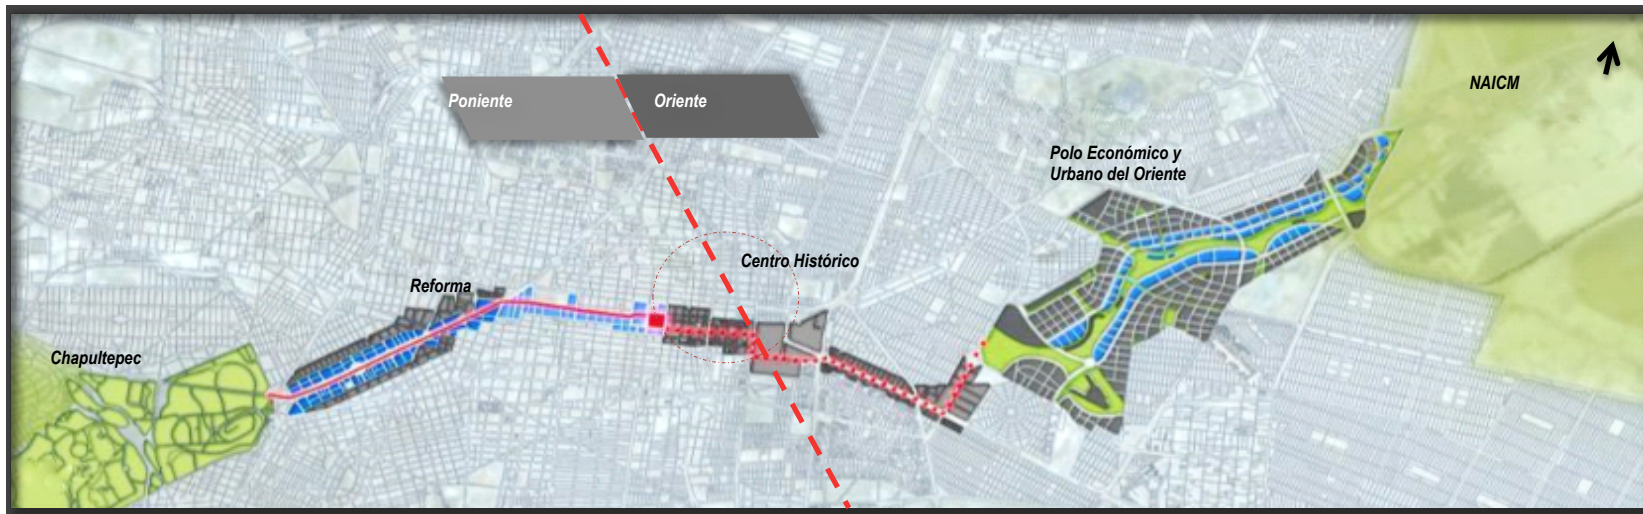 NAICM
Poniente
Oriente
Polo Económico y
Urbano del Oriente
Centro Histórico
Reforma
Chapultepec